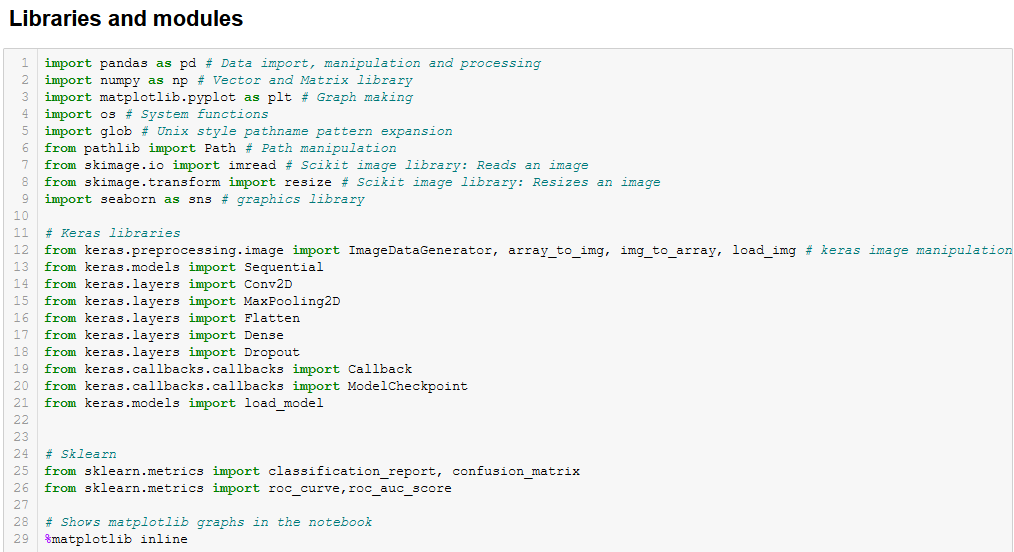 Libraries and modules
1 import pandas as pd # Data import, manipulation and processing
2 import numpy as np # Vector and Matrix library
3 import matplotlib.pyplot as plt # Graph making
4 import os # System functions
5 import glob # Unix style pathname pattern expansion
6 from pathlib import Path # Path manipulation
7 from skimage.io import imread # Scikit image library: Reads an image
8 from skimage.transform import resize # Scikit image library: Resizes an image
9 import seaborn as sns # graphics library
10
11 # Keras libraries
12 from keras.preprocessing.image import ImageDataGenerator, array_to_img, img_to_array, load_img # keras image manipulation
13 from keras.models import Sequential
14 from keras.layers import Conv2D
15 from keras.layers import MaxPooling2D
16 from keras.layers import Flatten
17 from keras.layers import Dense
18 from keras.layers import Dropout
19 from keras.callbacks.callbacks import Callback
20 from keras.callbacks.callbacks import ModelCheckpoint
21 from keras.models import load_model
22
23
24 # Sklearn
25 from sklearn.metrics import classification_report, confusion_matrix
26 from sklearn.metrics import roc_curve,roc_auc_score
27
28 # Shows matplotlib graphs in the notebook
29 %matplotlib inline